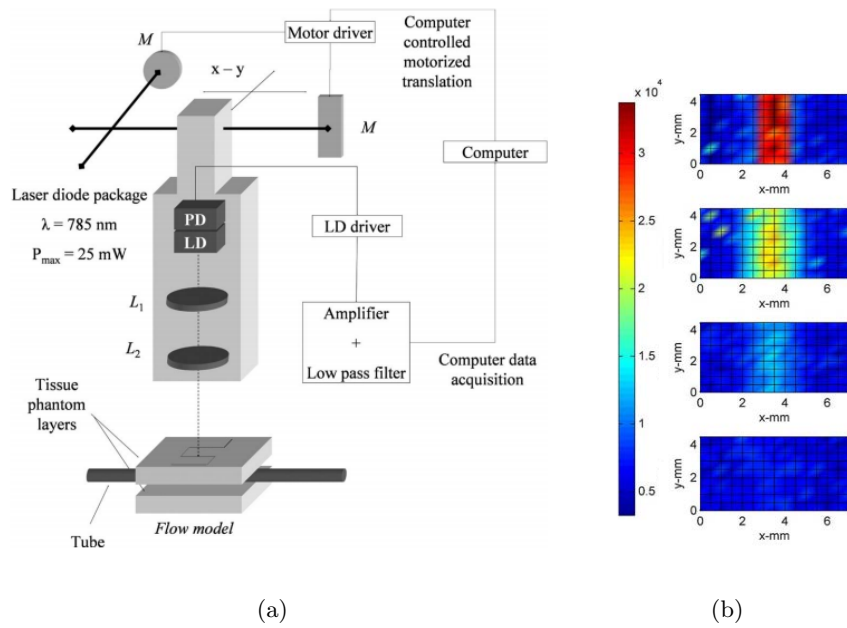 M
Motor driver
Computer
controlled
motorized
translation
x – y
M
Computer
Laser diode package
λ = 785 nm
Pmax = 25 mW
PD
LD
LD driver
L1
L2
Amplifier
+
Low pass filter
Computer data
acquisition
Tissue
phantom
layers
Tube
Flow model
(a)
x 10^4
3
2.5
2
1.5
1
0.5
y-mm
4
2
0
0 2 4 6
x-mm
y-mm
4
2
0
0 2 4 6
x-mm
y-mm
4
2
0
0 2 4 6
x-mm
y-mm
4
2
0
0 2 4 6
x-mm
(b)